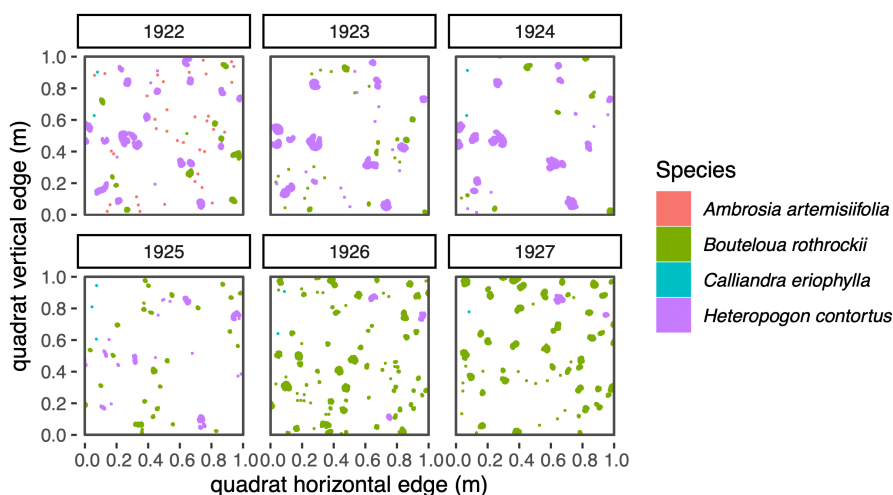 1922 1923 1924
1.0
0.8
0.6
0.4
0.2
0.0
quadrat vertical edge (m)
Species
Ambrosia artemisiifolia
Bouteloua rothrockii
Calliandra eriophylla
Heteropogon contortus
1925 1926 1927
1.0
0.8
0.6
0.4
0.2
0.0
0.0 0.2 0.4 0.6 0.8 1.0 0.0 0.2 0.4 0.6 0.8 1.0 0.0 0.2 0.4 0.6 0.8 1.0
quadrat horizontal edge (m)